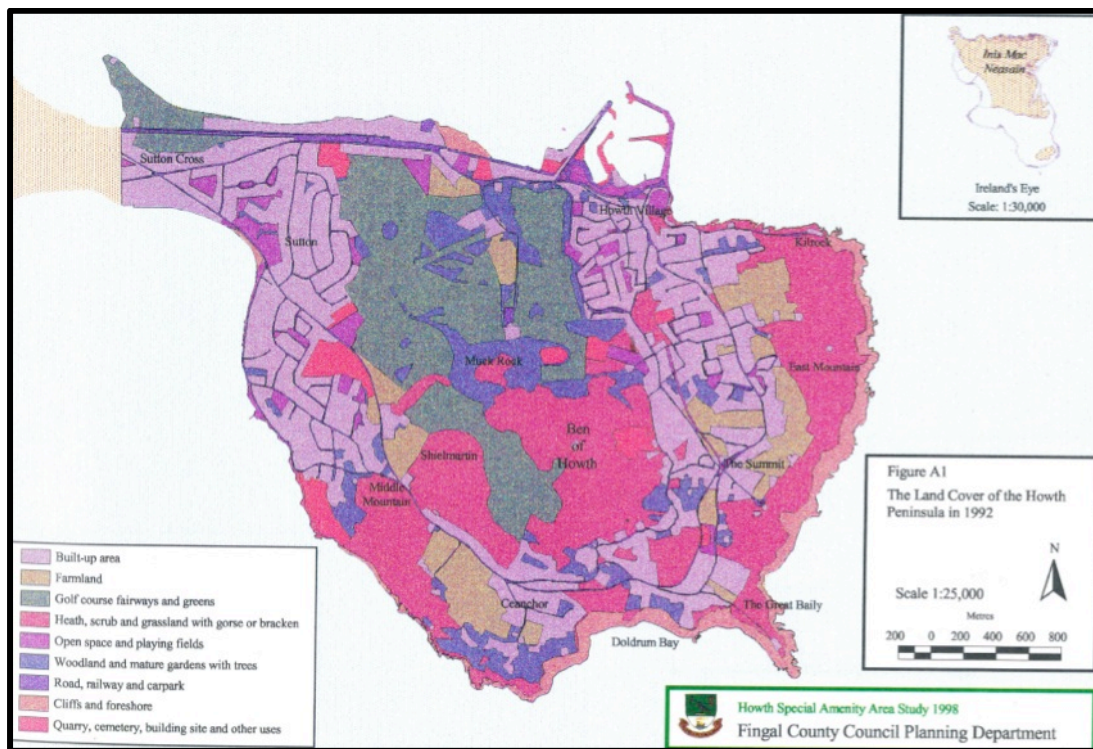 Inis Mac
Neasain
Ireland's Eye
Scale: 1:30,000
Sutton Cross
Howth Village
Sutton
Kilrock
Muck Rock
East Mountain
Ben
of
Howth
Shielmartin
The Summit
Middle
Mountain
Ceanchor
The Great Baily
Doldrum Bay
Figure A1
The Land Cover of the Howth
Peninsula in 1992
N
Scale 1:25,000
Metres
200 0 200 400 600 800
Built-up area
Farmland
Golf course fairways and greens
Heath, scrub and grassland with gorse or bracken
Open space and playing fields
Woodland and mature gardens with trees
Road, railway and carpark
Cliffs and foreshore
Quarry, cemetery, building site and other uses
Howth Special Amenity Area Study 1998
Fingal County Council Planning Department